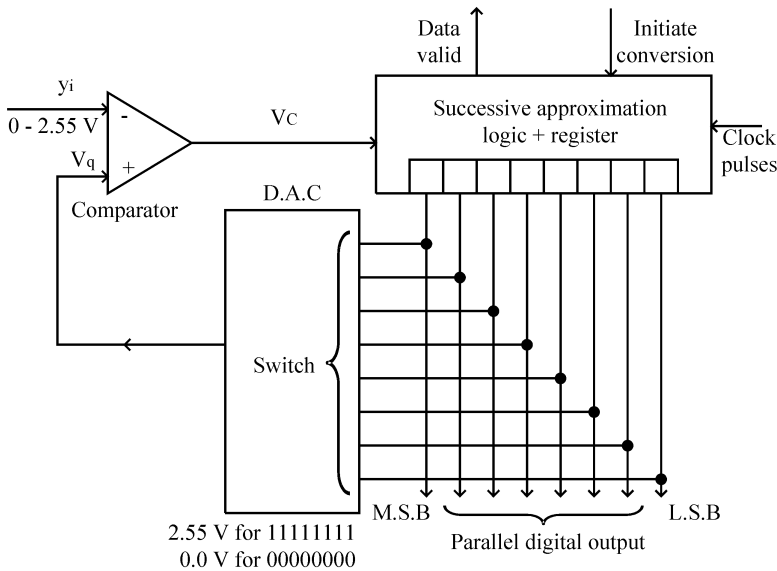 Data
valid
Initiate
conversion
yi
0 - 2.55 V
-
Vq
+
Comparator
VC
Successive approximation
logic + register
Clock
pulses
D.A.C
Switch
M.S.B
L.S.B
2.55 V for 11111111
0.0 V for 00000000
Parallel digital output